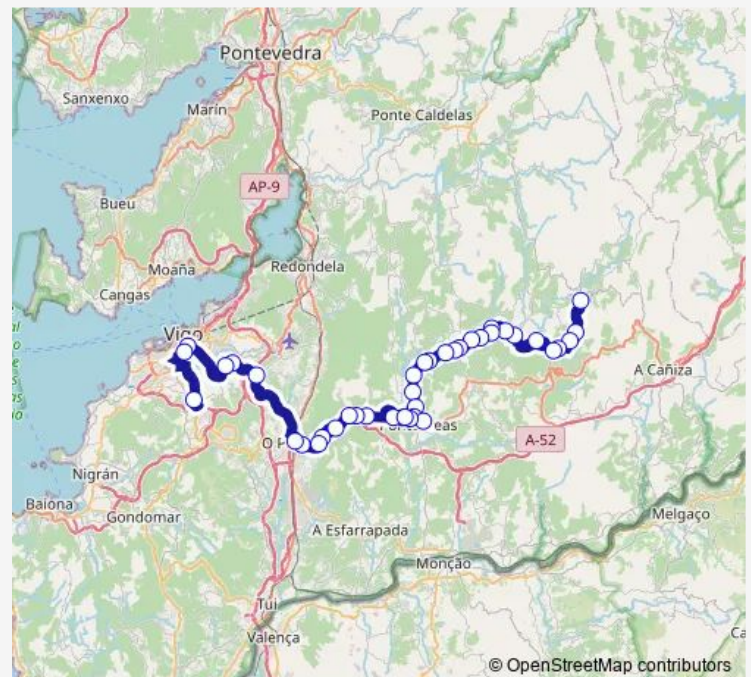 Pontevedra
Sanxenxo
Marín
Ponte Caldelas
AP-9
Bueu
Moaña
Redondela
Cangas
Vigo
A Cañiza
O P
eas
A-52
Nigrán
Baiona
Gondomar
Melgaço
A Esfarrapada
Monção
Tui
Valença
© OpenStreetMap contributors